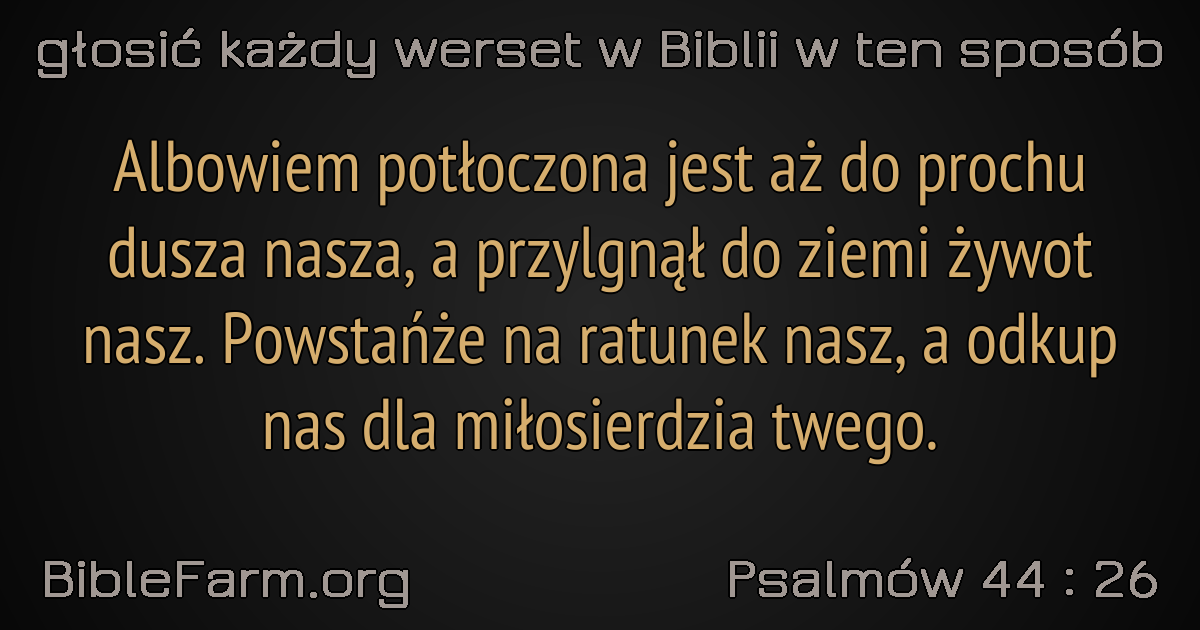 głosić każdy werset w Biblii w ten sposób
Albowiem potłoczona jest aż do prochu
dusza nasza, a przylgnął do ziemi żywot
nasz. Powstańże na ratunek nasz, a odkup
nas dla miłosierdzia twego.
BibleFarm.org
Psalmów 44 : 26